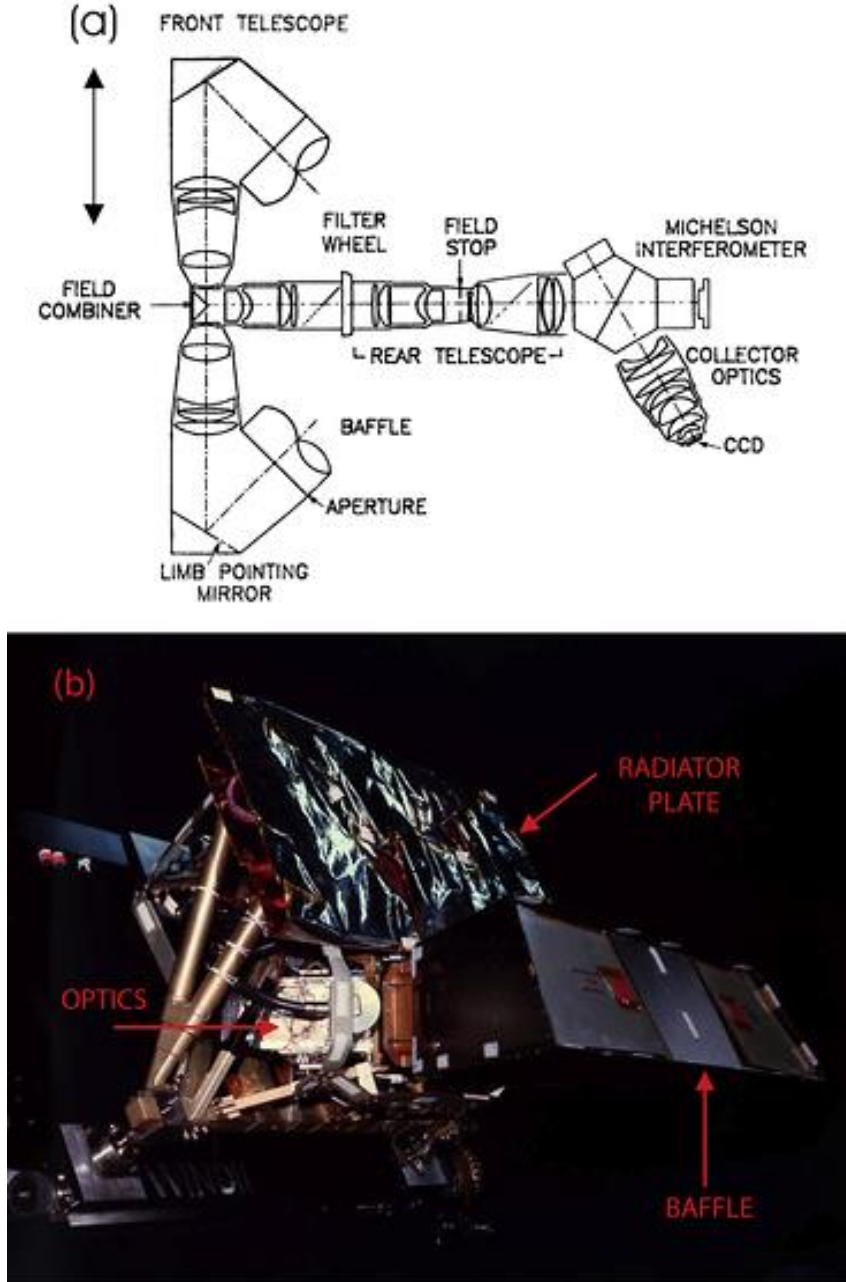 (a)
FRONT TELESCOPE
FILTER
WHEEL
FIELD
STOP
MICHELSON
INTERFEROMETER
FIELD
COMBINER
REAR TELESCOPE
COLLECTOR
OPTICS
BAFFLE
CCD
APERTURE
LIMB POINTING
MIRROR
(b)
RADIATOR
PLATE
OPTICS
BAFFLE